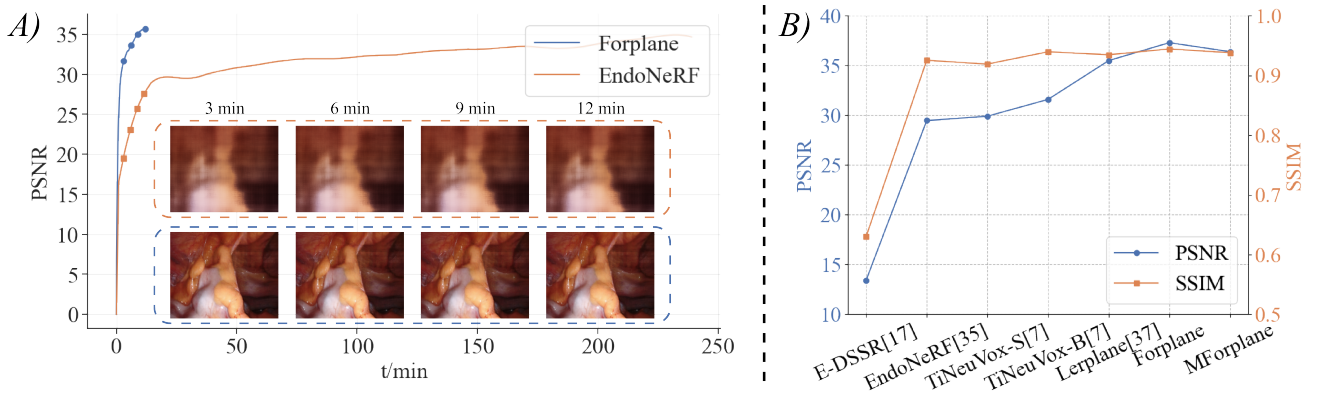 A)
PSNR
35
30
25
20
15
10
5
0
Forplane
EndoNeRF
3 min
6 min
9 min
12 min
0
50
100
150
200
250
t/min
B)
PSNR
40
35
30
25
20
15
10
1.0
0.9
0.8
0.7
0.6
0.5
SSIM
PSNR
SSIM
E-DSSR[17]
EndoNeRF[35]
TiNeuVox-S[7]
TiNeuVox-B[7]
Lerplane[37]
Forplane
MForplane